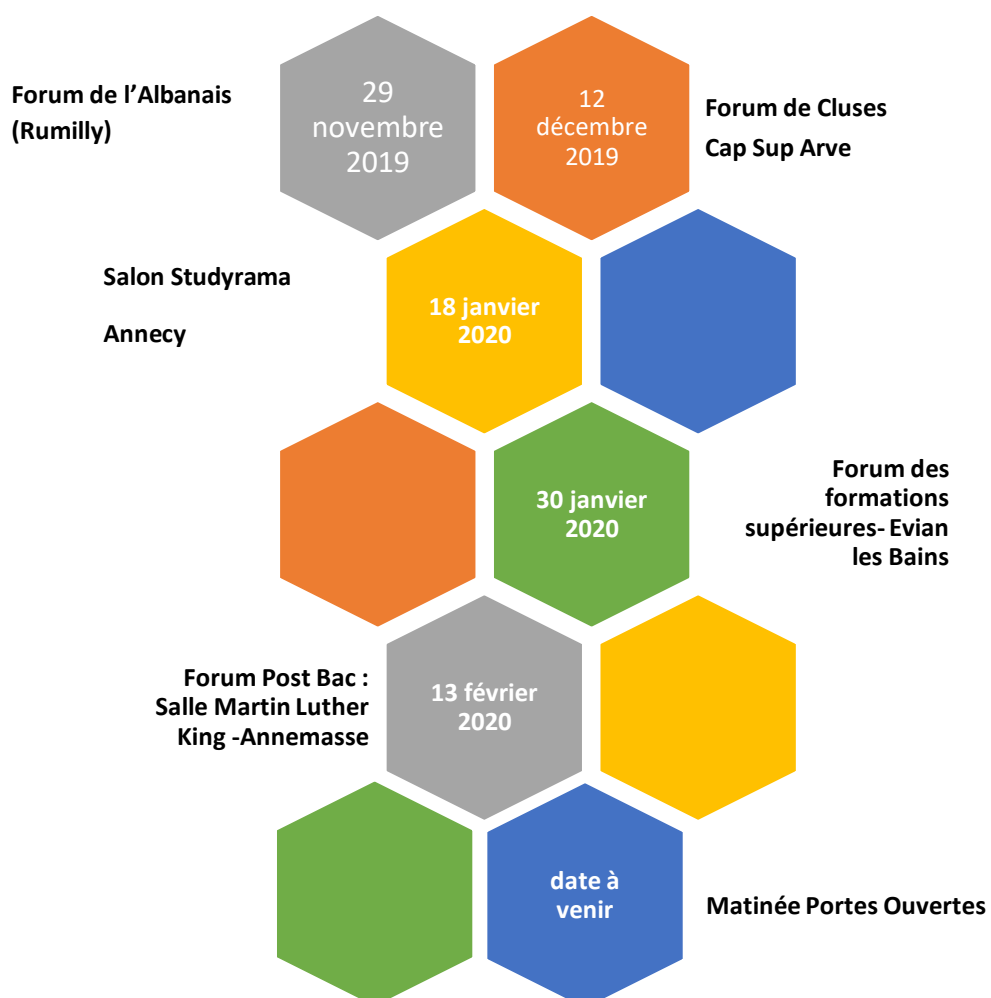 Forum de l’Albanais
(Rumilly)
29
novembre
2019
12
décembre
2019
Forum de Cluses
Cap Sup Arve
Salon Studyrama
Annecy
18 janvier
2020
30 janvier
2020
Forum des
formations
supérieures- Evian
les Bains
Forum Post Bac :
Salle Martin Luther
King -Annemasse
13 février
2020
date à
venir
Matinée Portes Ouvertes